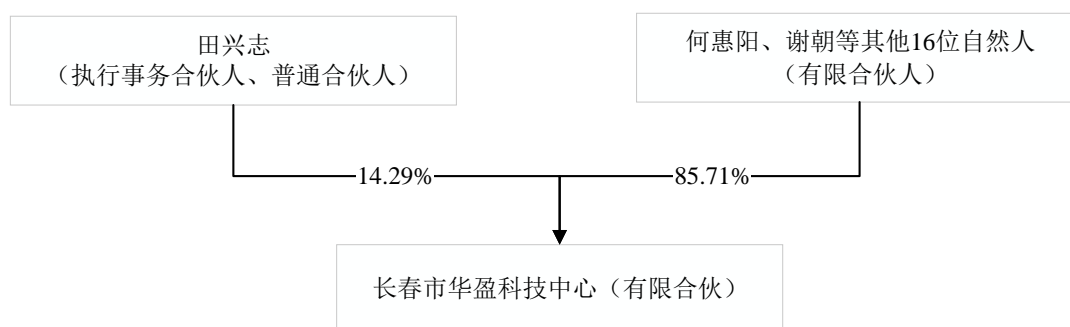 田兴志
（执行事务合伙人、普通合伙人）
何惠阳、谢朝等其他16位自然人
（有限合伙人）
14.29%
85.71%
长春市华盈科技中心（有限合伙）